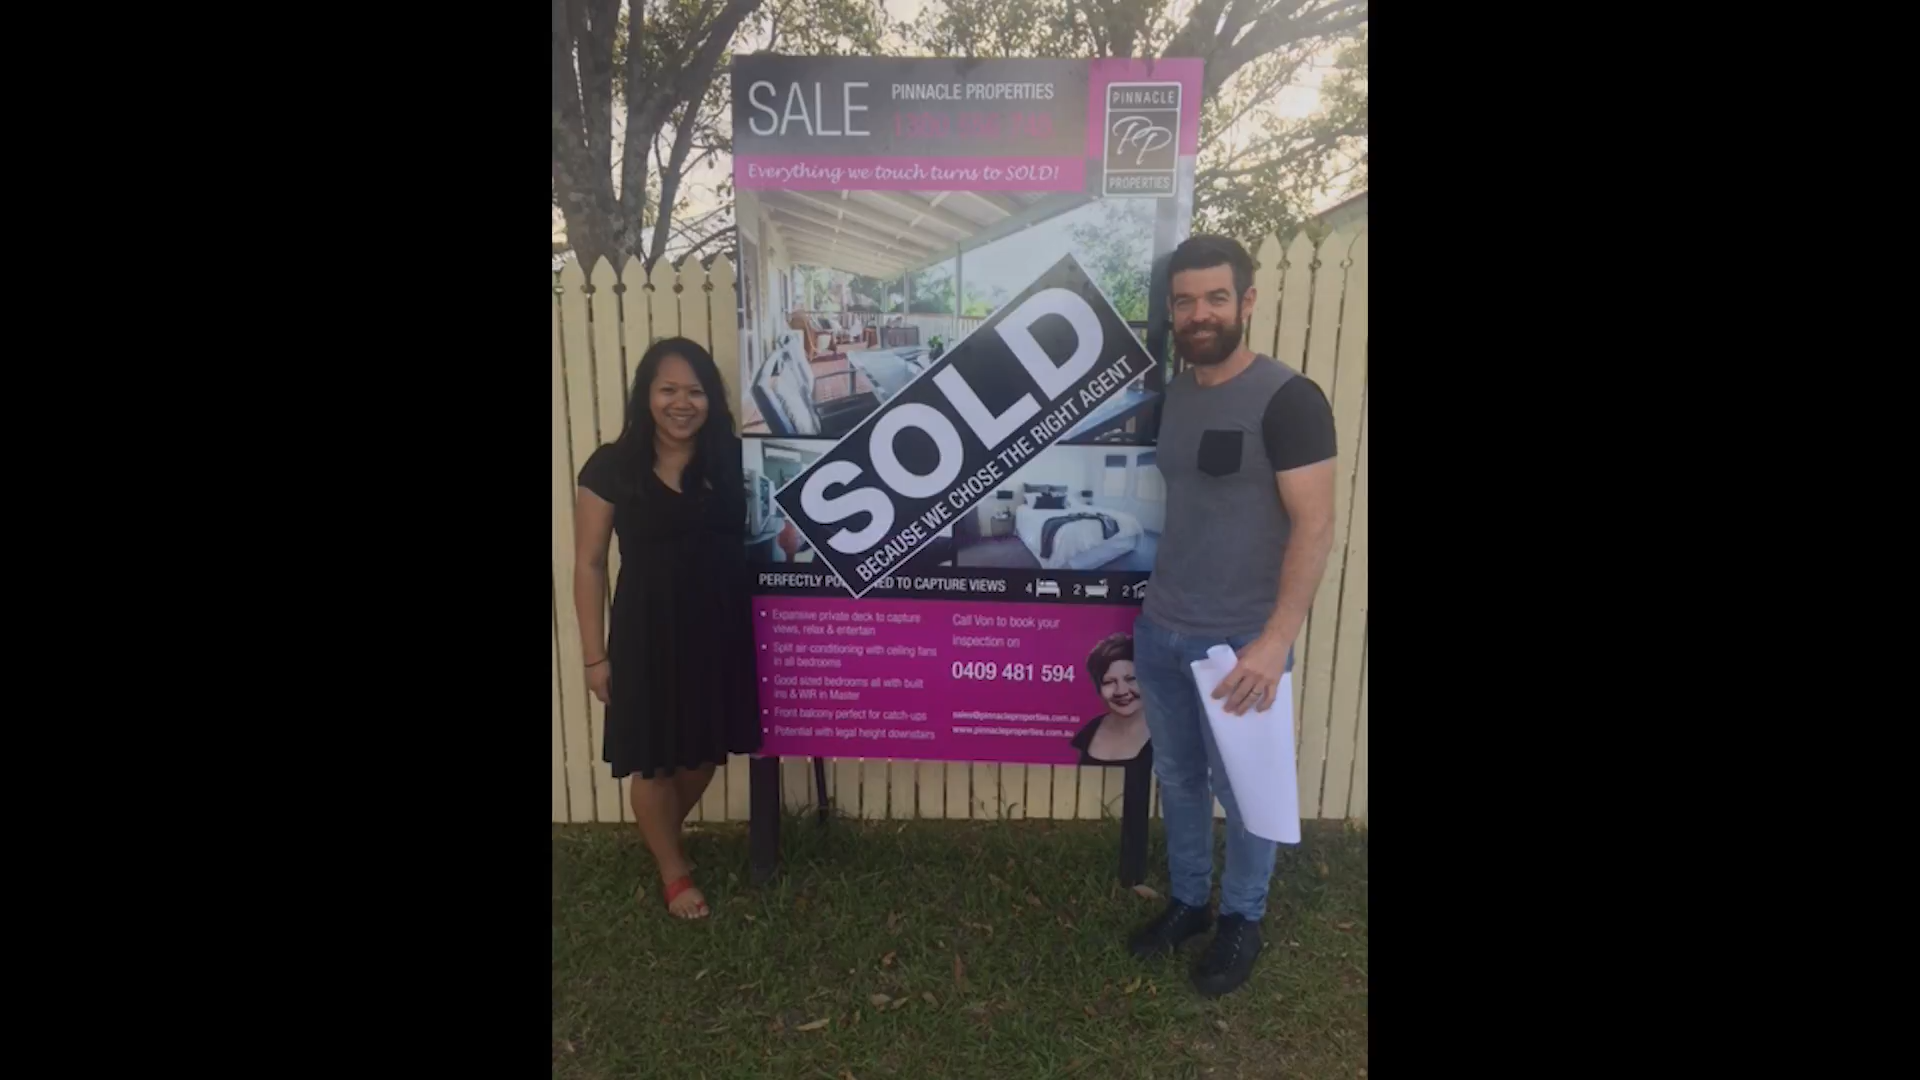 SALE
PINNACLE PROPERTIES
Everything we touch turns to SOLD!
PINNACLE
PP
PROPERTIES
SOLD
BECAUSE WE CHOSE THE RIGHT AGENT
PERFECTLY TO CAPTURE VIEWS 4 2 2
Expansive private deck to capture
views, relax & entertain
Split air-conditioning with ceiling fans
in all bedrooms
Good sized bedrooms all with built
ins & WIR in Master
Front balcony perfect for catch-ups
Potential with legal height downstairs
Call Von to book your
inspection on
0409 481 594
sales@pinnacleproperties.com.au
www.pinnacleproperties.com.au